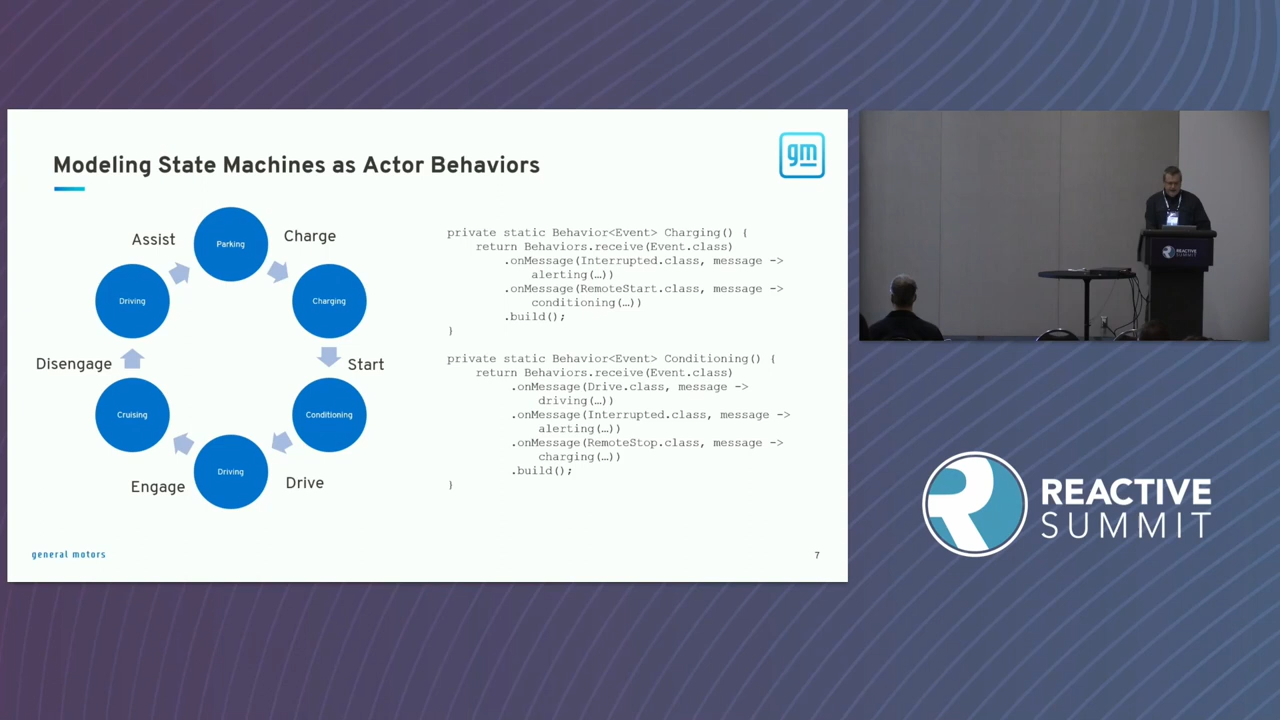 Modeling State Machines as Actor Behaviors
gm
Parking
Assist
Charge
Driving
Charging
Disengage
Start
Cruising
Conditioning
Driving
Engage
Drive
private static Behavior<Event> Charging() {
return Behaviors.receive(Event.class)
.onMessage(Interrupted.class, message ->
alerting(…))
.onMessage(RemoteStart.class, message ->
conditioning(…))
.build();
}
private static Behavior<Event> Conditioning() {
return Behaviors.receive(Event.class)
.onMessage(Drive.class, message ->
driving(…))
.onMessage(Interrupted.class, message ->
alerting(…))
.onMessage(RemoteStop.class, message ->
charging(…))
.build();
}
general motors
7
REACTIVE
SUMMIT
REACTIVE
SUMMIT